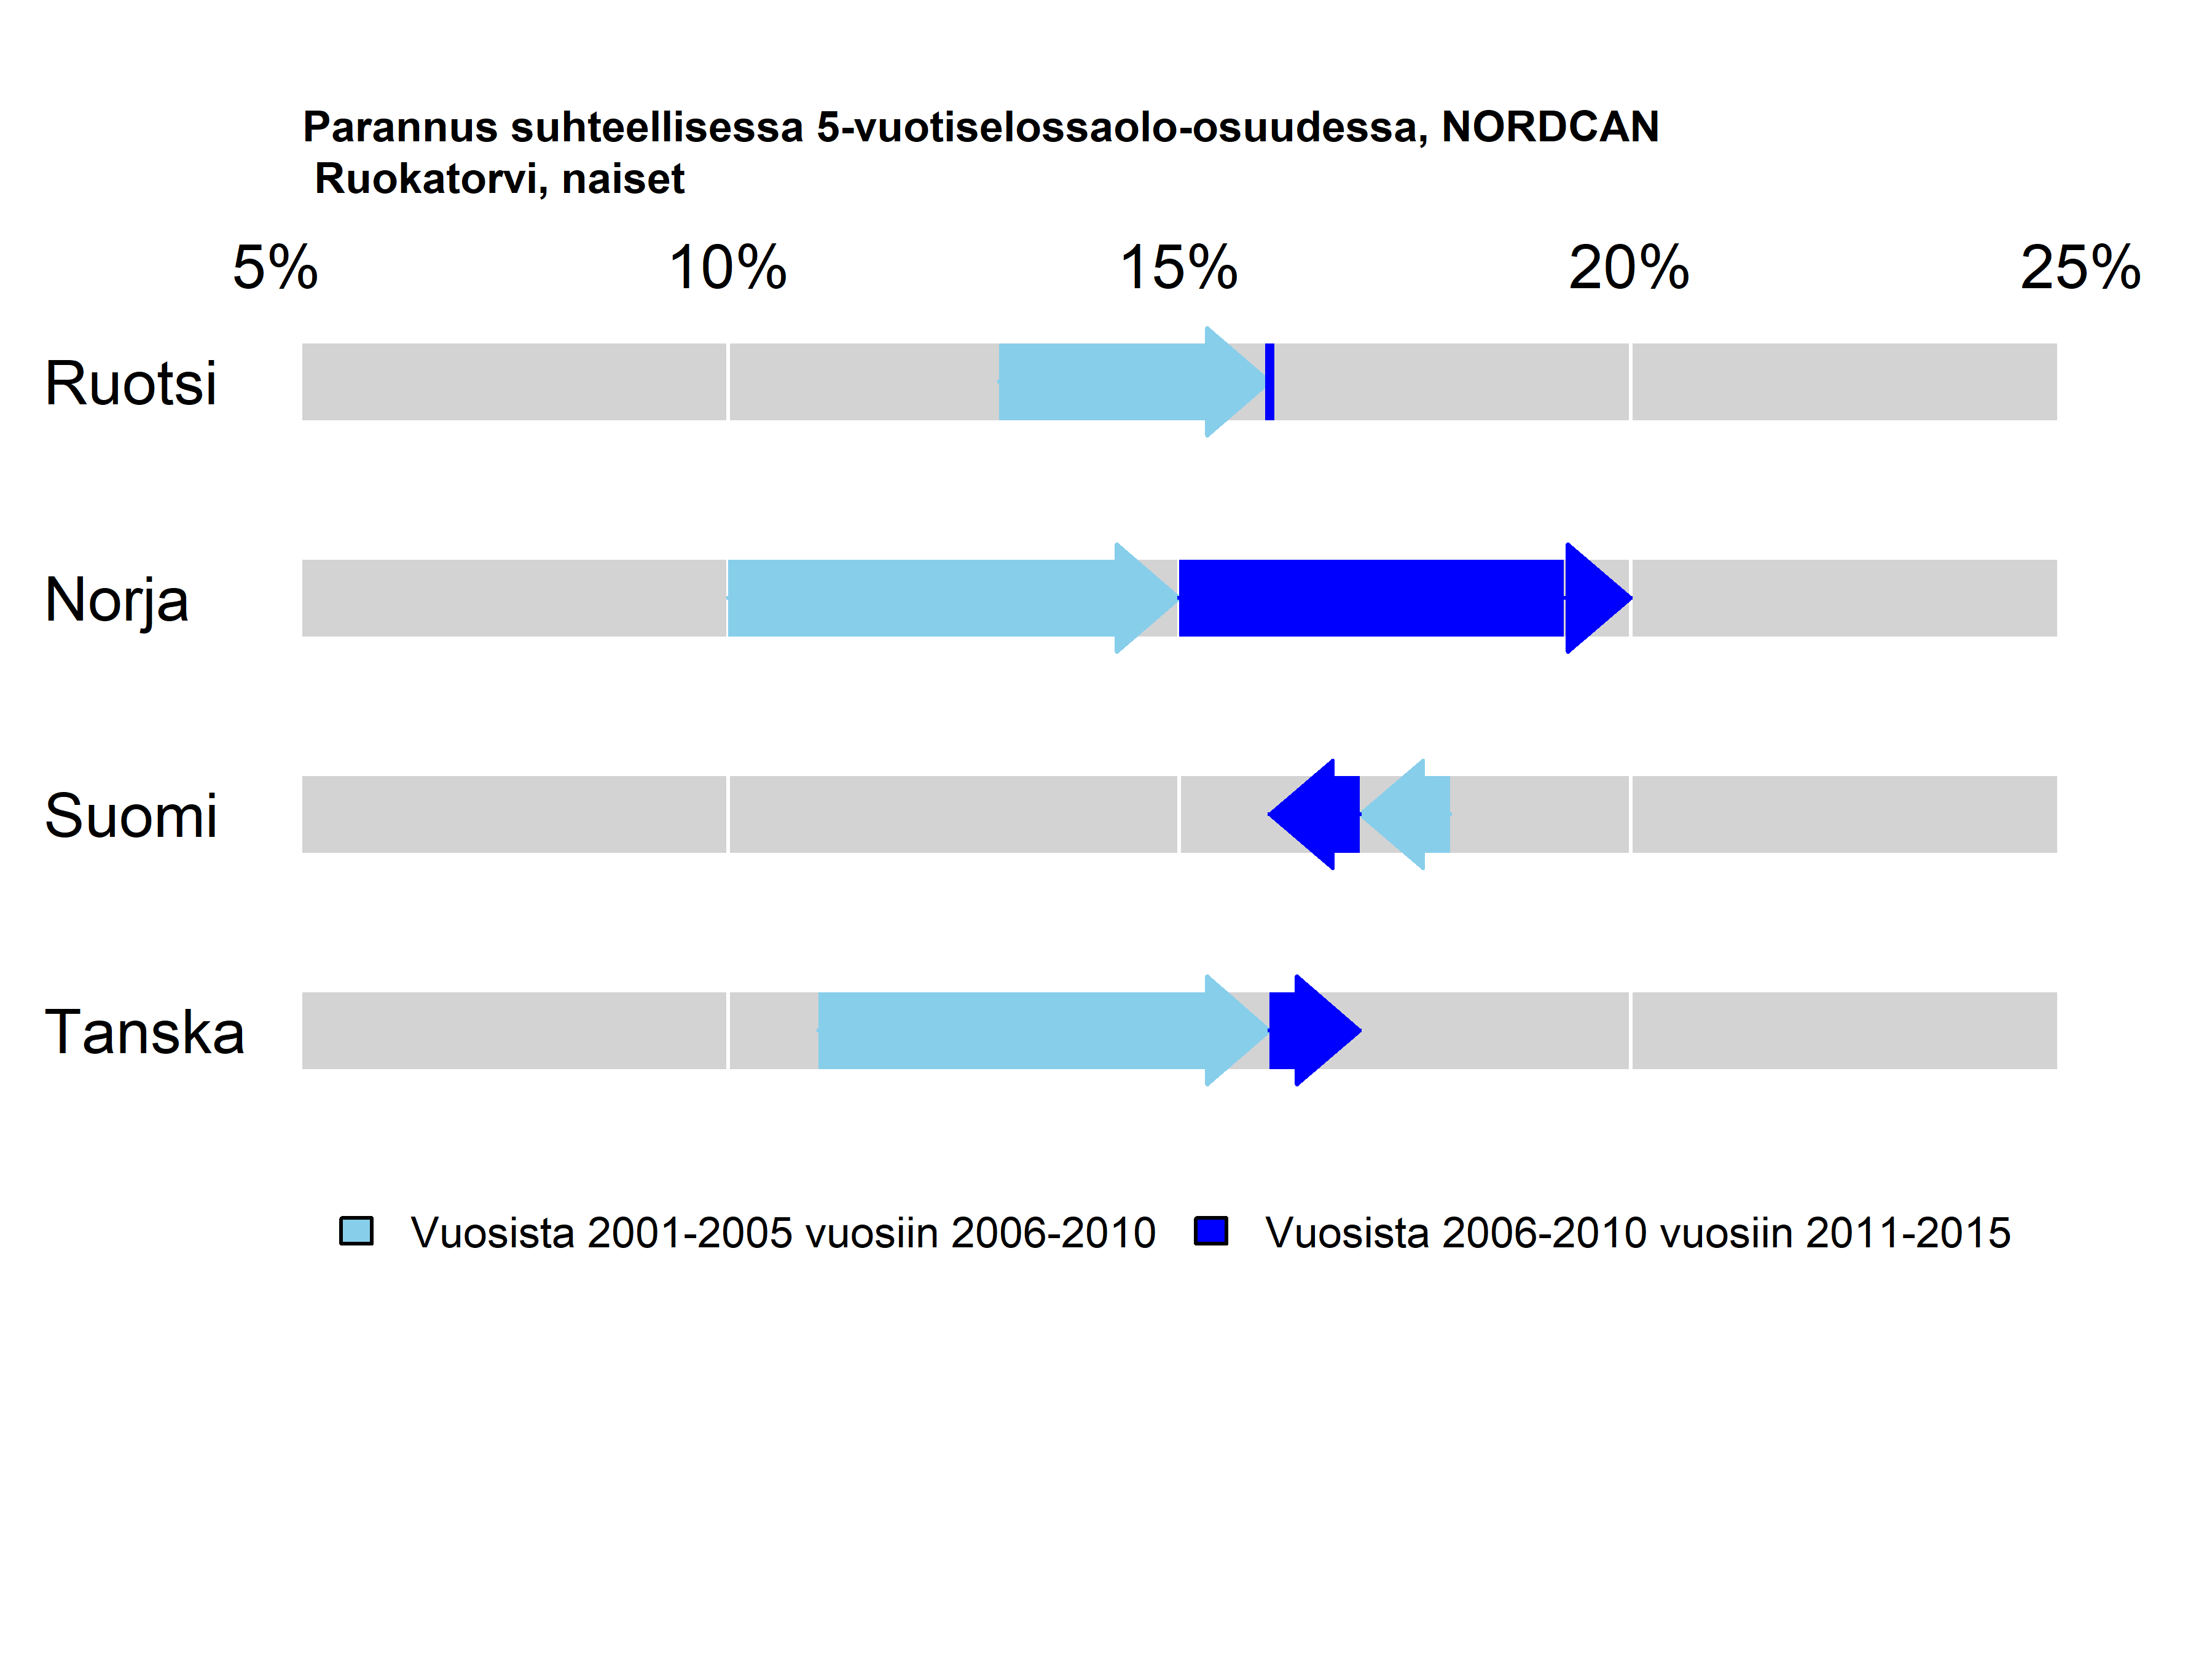 Parannus suhteellisessa 5-vuotiselossaolo-osuudessa, NORDCAN
Ruokatorvi, naiset
5% 10% 15% 20% 25%
Ruotsi
Norja
Suomi
Tanska
Vuosista 2001-2005 vuosiin 2006-2010 Vuosista 2006-2010 vuosiin 2011-2015